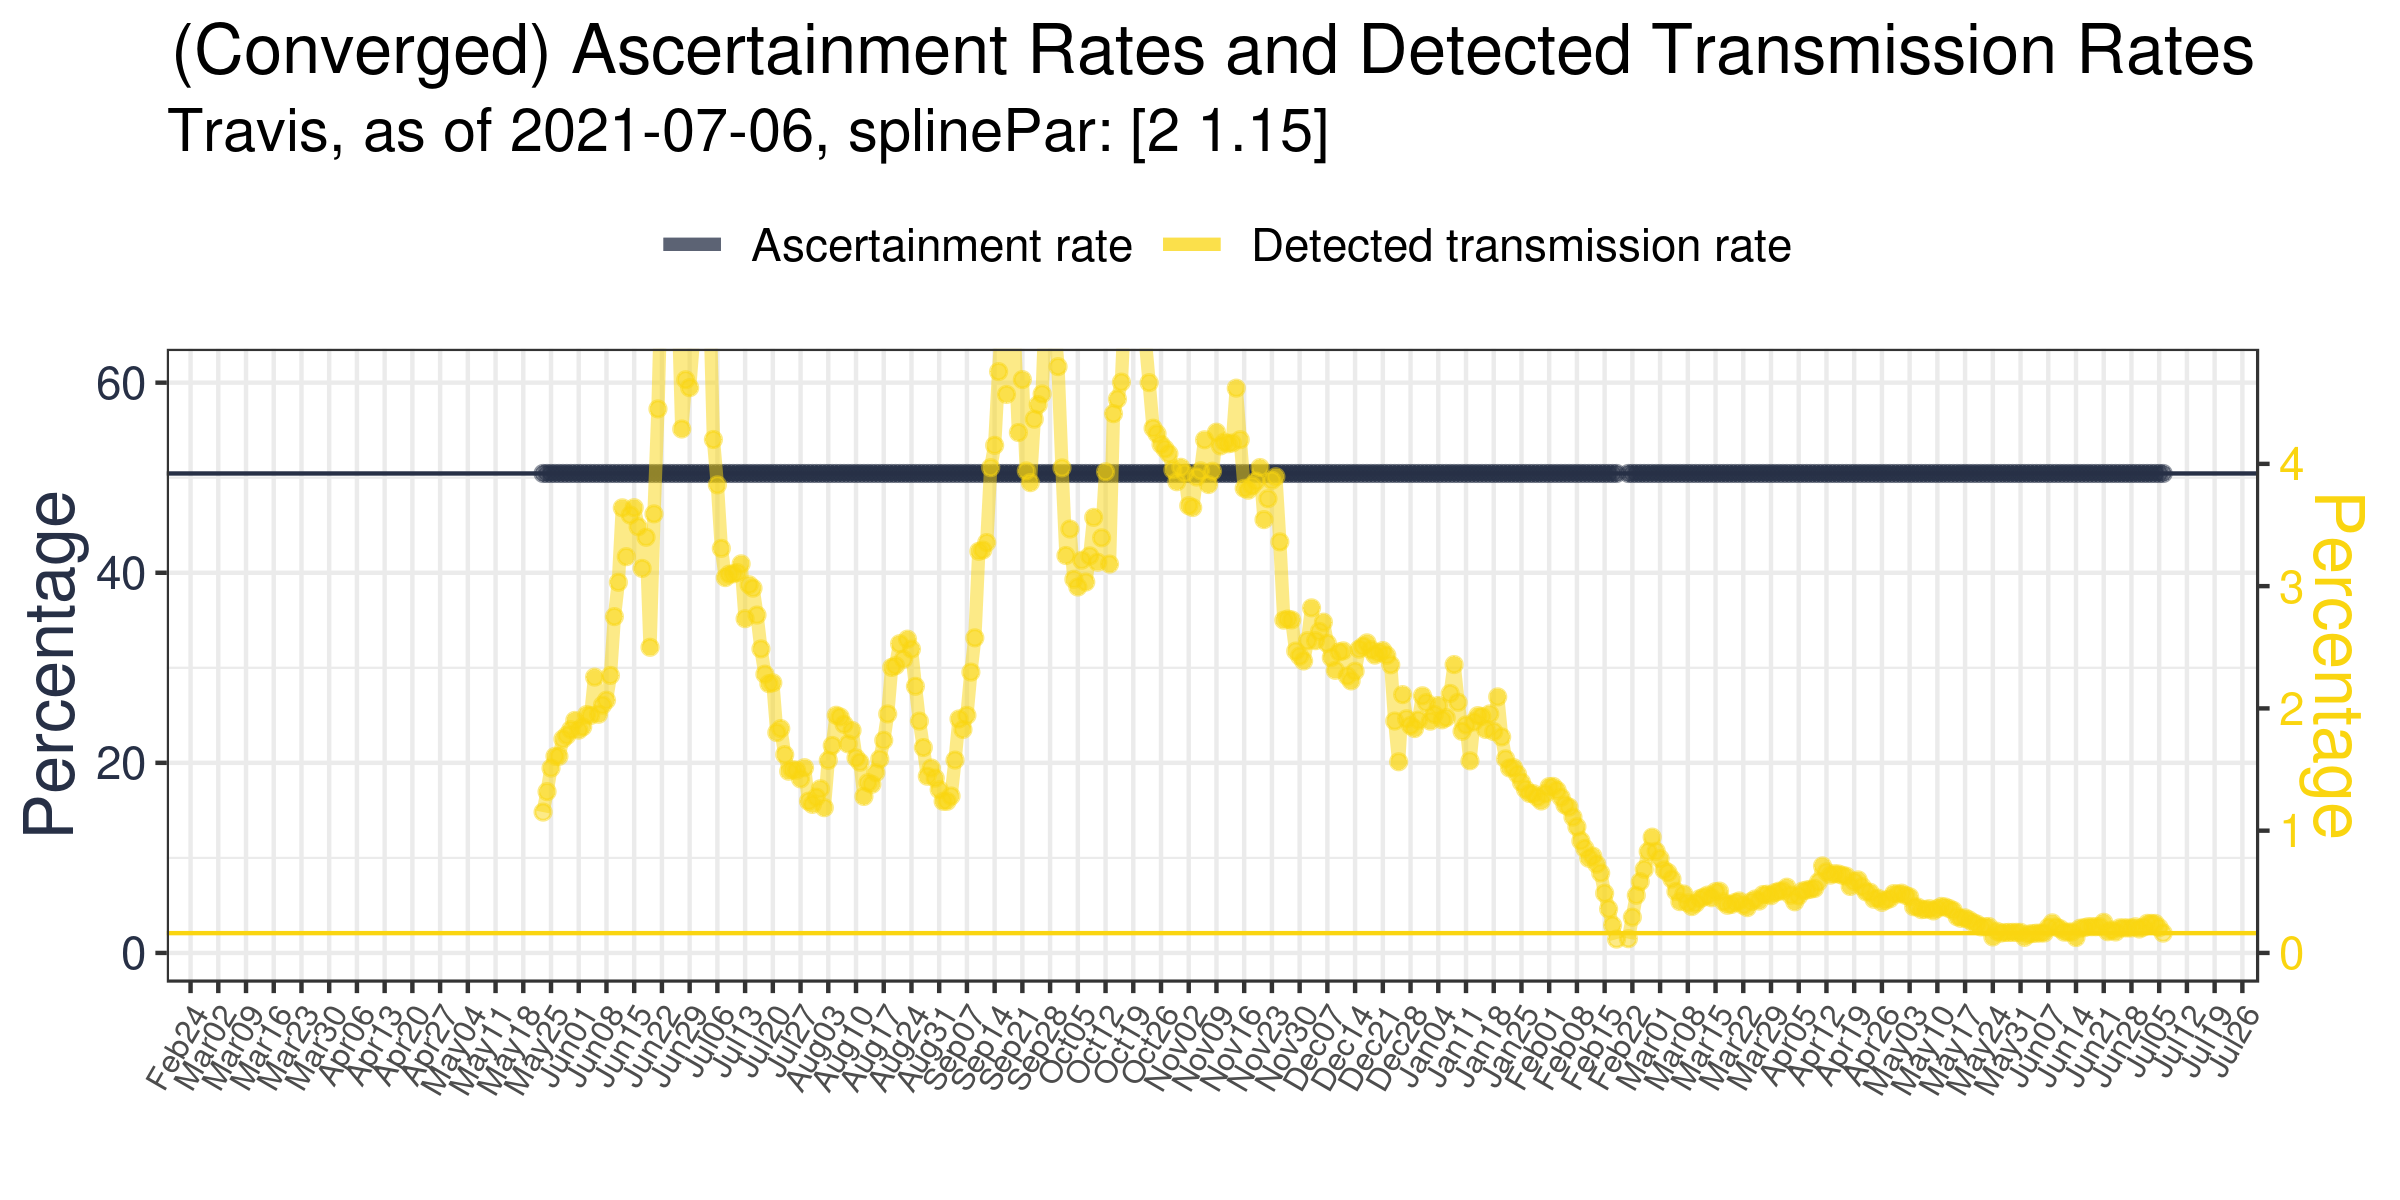 (Converged) Ascertainment Rates and Detected Transmission Rates
Travis, as of 2021-07-06, splinePar: [2 1.15]
Ascertainment rate Detected transmission rate
Percentage
60
40
20
0
4
3
2
1
0
Percentage
Feb24 Mar02 Mar09 Mar16 Mar23 Mar30 Apr06 Apr13 Apr20 Apr27 May04 May11 May18 May25 Jun01 Jun08 Jun15 Jun22 Jun29 Jul06 Jul13 Jul20 Jul27 Aug03 Aug10 Aug17 Aug24 Aug31 Sep07 Sep14 Sep21 Sep28 Oct05 Oct12 Oct19 Oct26 Nov02 Nov09 Nov16 Nov23 Nov30 Dec07 Dec14 Dec21 Dec28 Jan04 Jan11 Jan18 Jan25 Feb01 Feb08 Feb15 Feb22 Mar01 Mar08 Mar15 Mar22 Mar29 Apr05 Apr12 Apr19 Apr26 May03 May10 May17 May24 May31 Jun07 Jun14 Jun21 Jun28 Jul05 Jul12 Jul19 Jul26